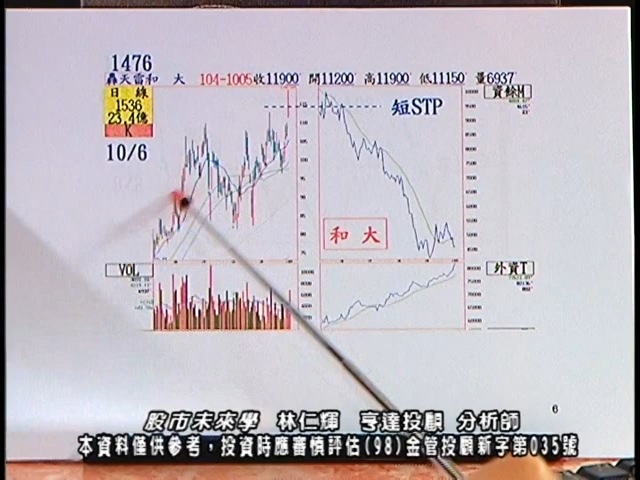 1476
轟天雷和 大 104-1005收11900 開11200 高11900 低11150 量6937
日 線
1536
23.4億
K
10/6
短STP
資餘M
和 大
VOL
外資T
6
股市未來學 林仁輝 亨達投顧 分析師
本資料僅供參考，投資時應審慎評估(98)金管投顧新字第035號